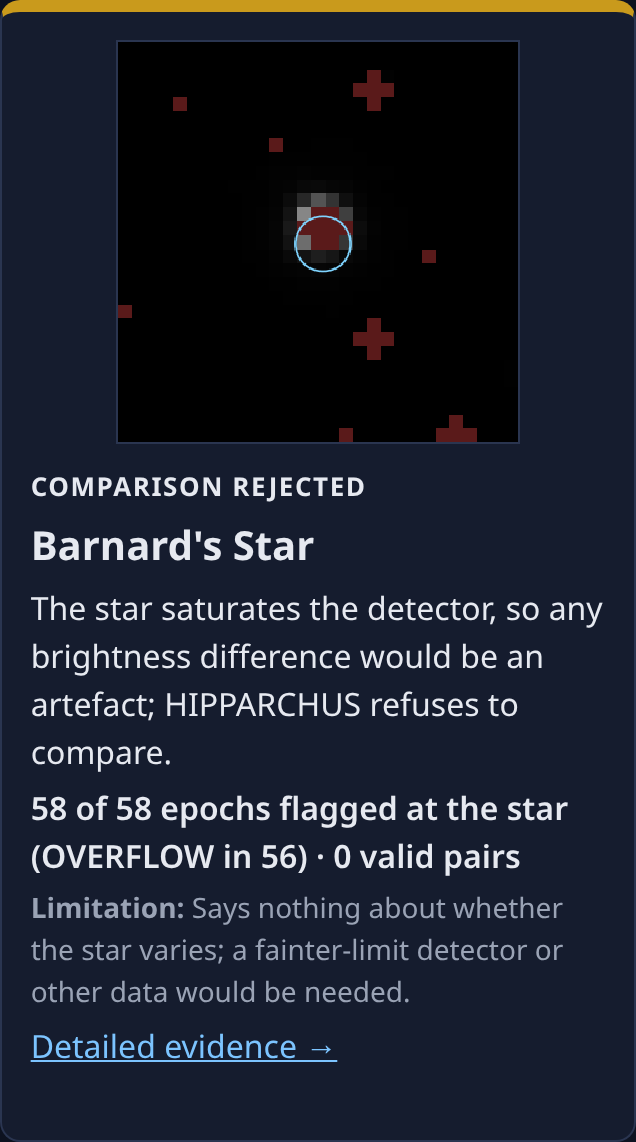 COMPARISON REJECTED
Barnard's Star
The star saturates the detector, so any
brightness difference would be an
artefact; HIPPARCHUS refuses to
compare.
58 of 58 epochs flagged at the star
(OVERFLOW in 56) · 0 valid pairs
Limitation: Says nothing about whether
the star varies; a fainter-limit detector or
other data would be needed.
Detailed evidence →